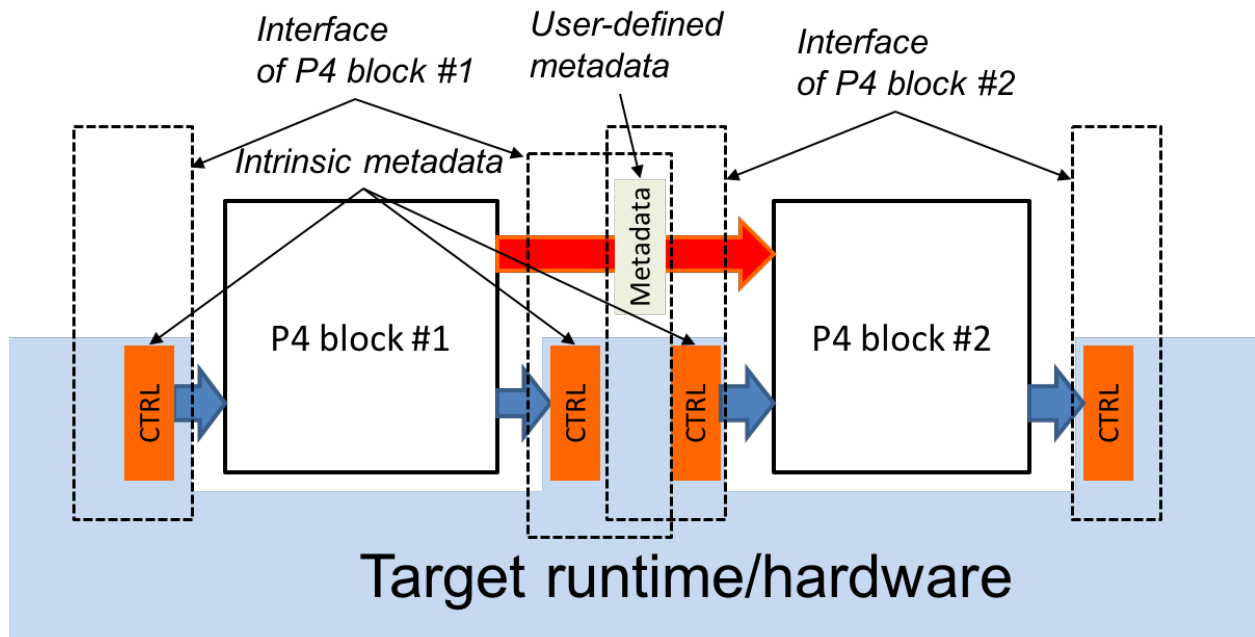 Interface
of P4 block #1
User-defined
metadata
Interface
of P4 block #2
Intrinsic metadata
Metadata
P4 block #1
P4 block #2
CTRL
CTRL
CTRL
CTRL
Target runtime/hardware